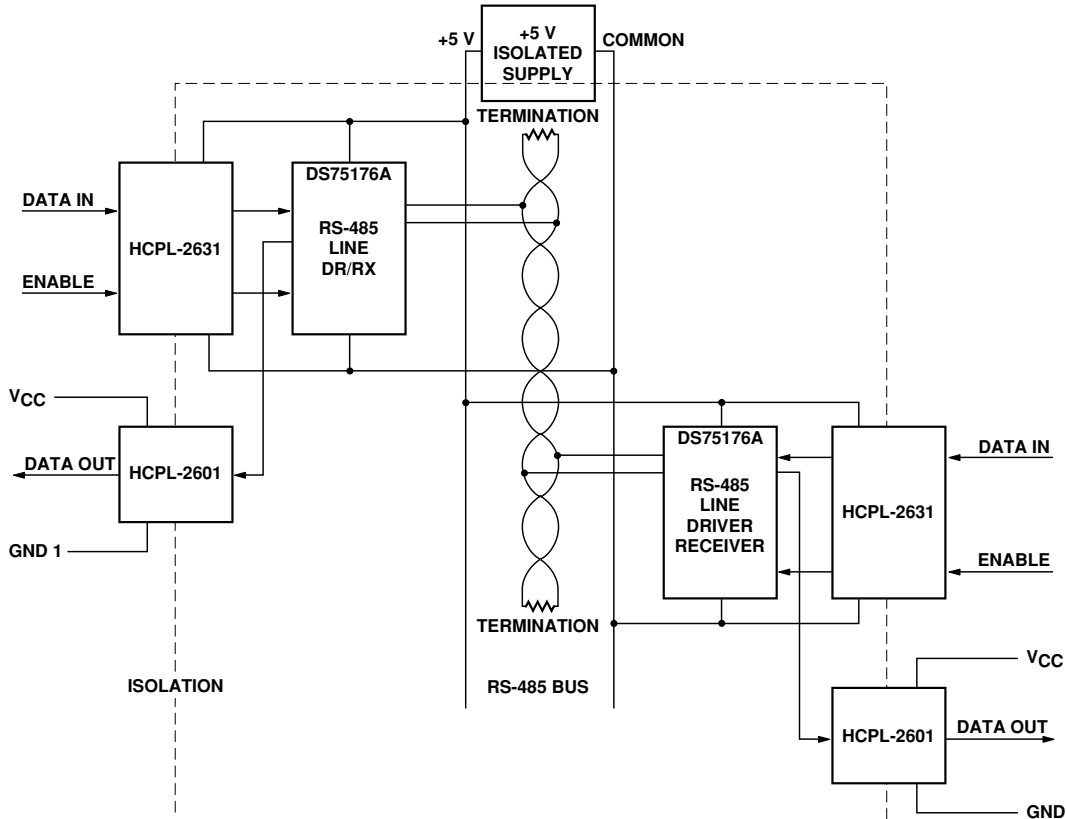 +5 V
+5 V
ISOLATED
SUPPLY
COMMON
TERMINATION
DATA IN
ENABLE
HCPL-2631
DS75176A
RS-485
LINE
DR/RX
VCC
DATA OUT
HCPL-2601
GND 1
DS75176A
RS-485
LINE
DRIVER
RECEIVER
HCPL-2631
DATA IN
ENABLE
TERMINATION
ISOLATION
RS-485 BUS
VCC
HCPL-2601
DATA OUT
GND